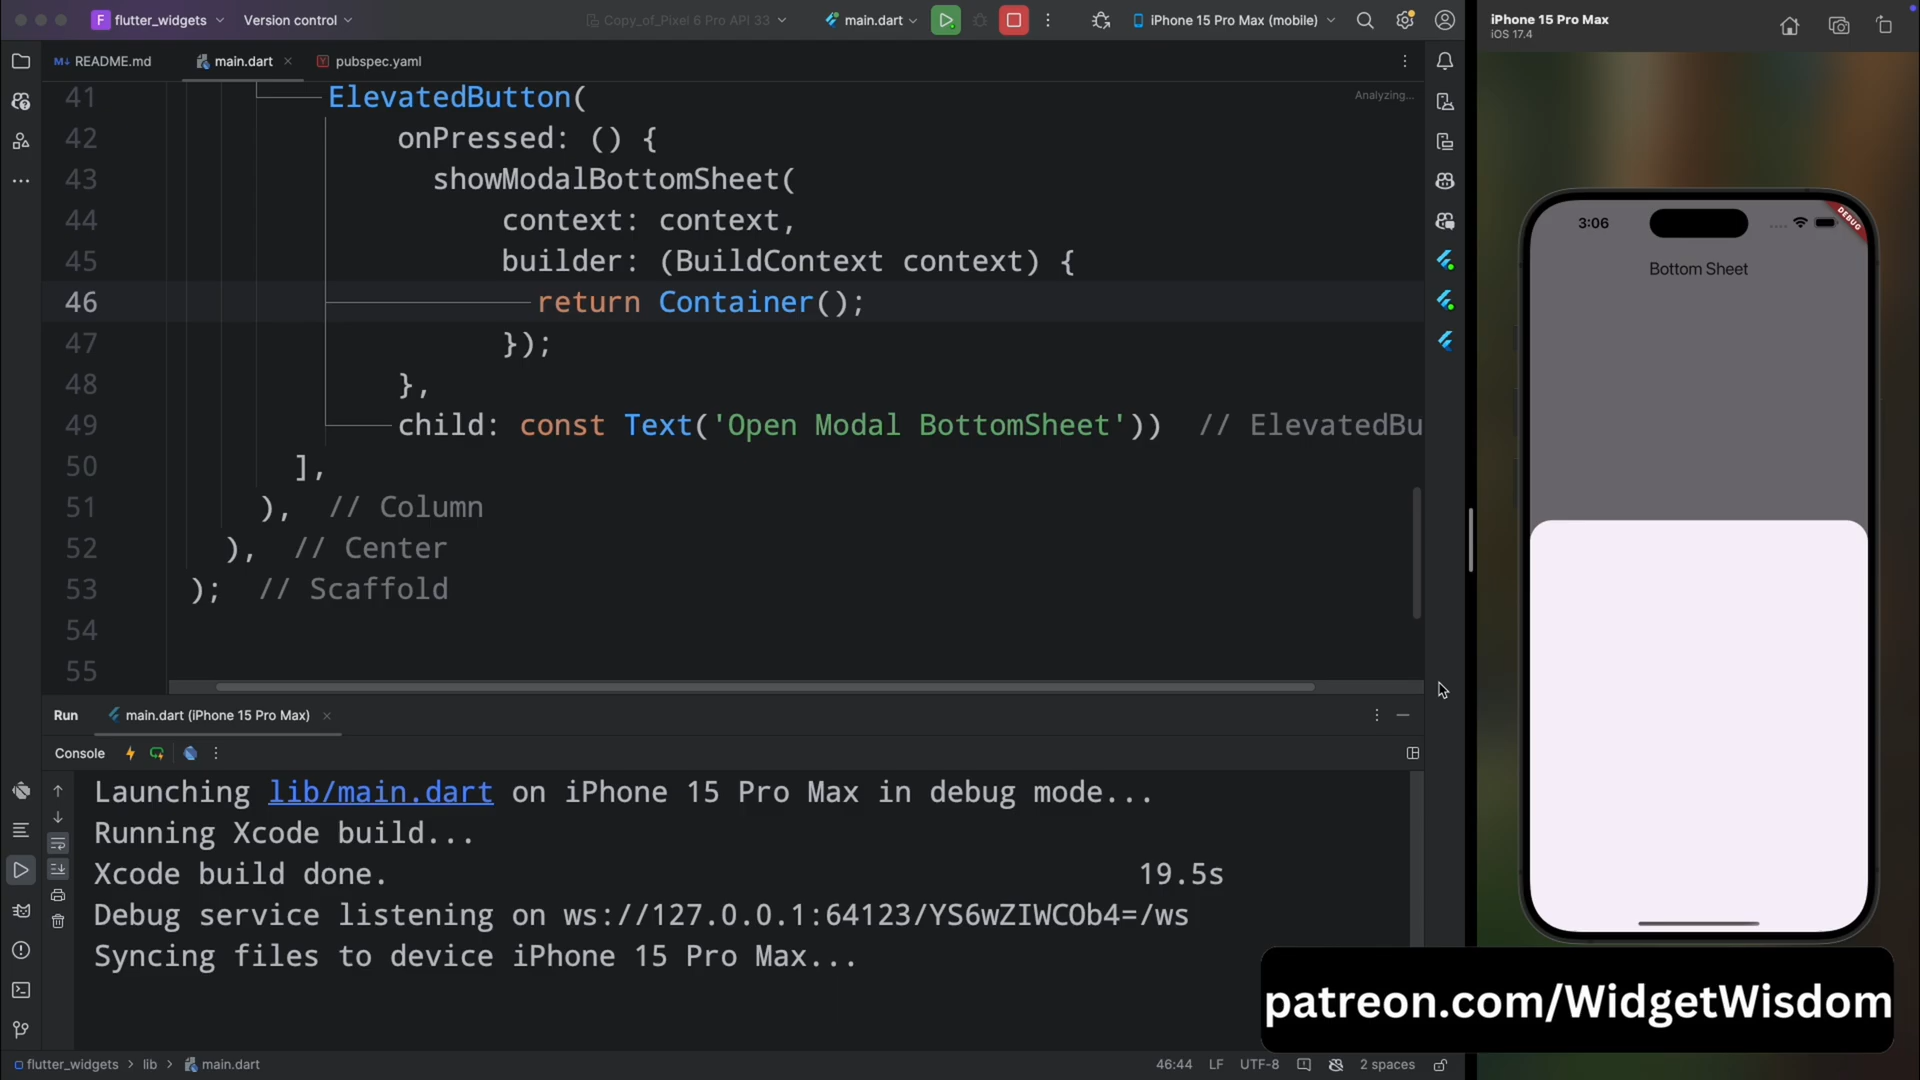 F flutter_widgets
Version control
Copy_of_Pixel 6 Pro API 33
main.dart
iPhone 15 Pro Max (mobile)
iPhone 15 Pro Max
iOS 17.4
README.md
main.dart
pubspec.yaml
Analyzing...
41 ElevatedButton(
42 onPressed: () {
43 showModalBottomSheet(
44 context: context,
45 builder: (BuildContext context) {
46 return Container();
47 });
48 },
49 child: const Text('Open Modal BottomSheet')) // ElevatedBu
50 ],
51 ), // Column
52 ), // Center
53 ); // Scaffold
54
55
3:06
DEBUG
Bottom Sheet
Run
main.dart (iPhone 15 Pro Max)
Console
Launching lib/main.dart on iPhone 15 Pro Max in debug mode...
Running Xcode build...
Xcode build done. 19.5s
Debug service listening on ws://127.0.0.1:64123/YS6wZIWCOb4=/ws
Syncing files to device iPhone 15 Pro Max...
patreon.com/WidgetWisdom
flutter_widgets > lib > main.dart
46:44 LF UTF-8 2 spaces